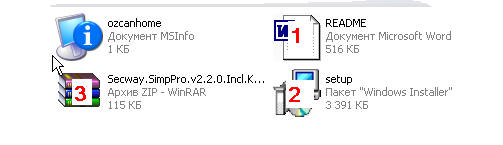 ozcanhome
Документ MSInfo
1 КБ
1
README
Документ Microsoft Word
516 КБ
3
Secway.SimpPro.v2.2.0.Incl.K...
Архив ZIP - WinRAR
115 КБ
2
setup
Пакет "Windows Installer"
3 391 КБ